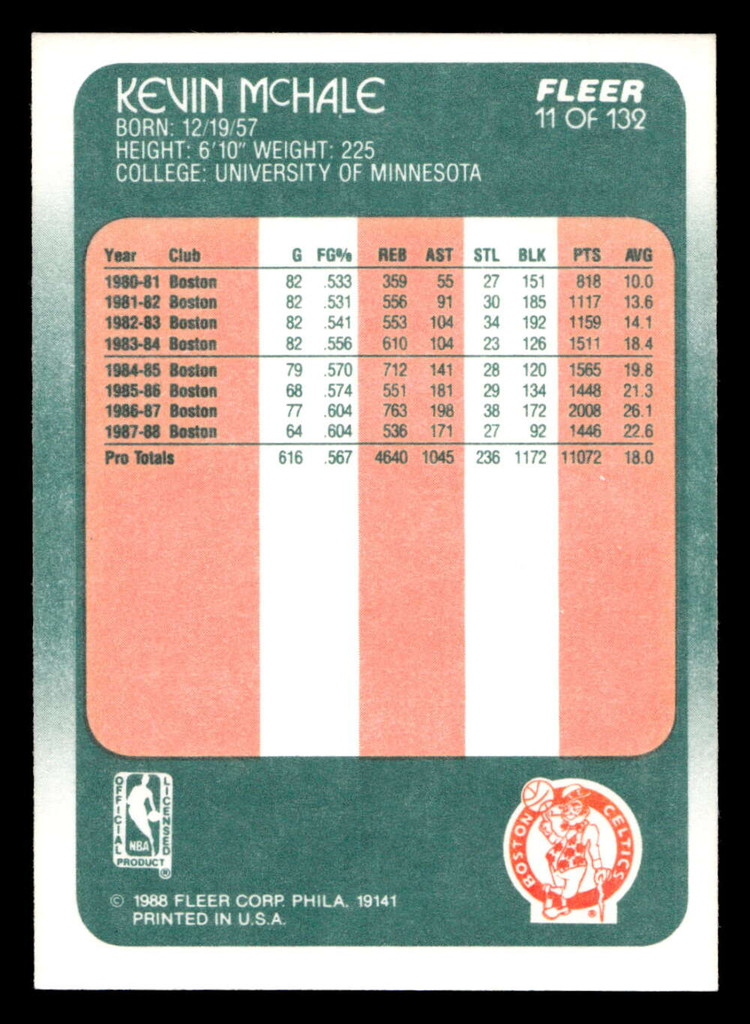 KEVIN McHALE
FLEER
BORN: 12/19/57
11 OF 132
HEIGHT: 6'10" WEIGHT: 225
COLLEGE: UNIVERSITY OF MINNESOTA
Year Club G FG% REB AST STL BLK PTS AVG
1980-81 Boston 82 .533 359 55 27 151 818 10.0
1981-82 Boston 82 .531 556 91 30 185 1117 13.6
1982-83 Boston 82 .541 553 104 34 192 1159 14.1
1983-84 Boston 82 .556 610 104 23 126 1511 18.4
1984-85 Boston 79 .570 712 141 28 120 1565 19.8
1985-86 Boston 68 .574 551 181 29 134 1448 21.3
1986-87 Boston 77 .604 763 198 38 172 2008 26.1
1987-88 Boston 64 .604 536 171 27 92 1446 22.6
Pro Totals 616 .567 4640 1045 236 1172 11072 18.0
OFFICIAL LICENSED
NBA
PRODUCT ®
BOSTON CELTICS
®
© 1988 FLEER CORP. PHILA. 19141
PRINTED IN U.S.A.